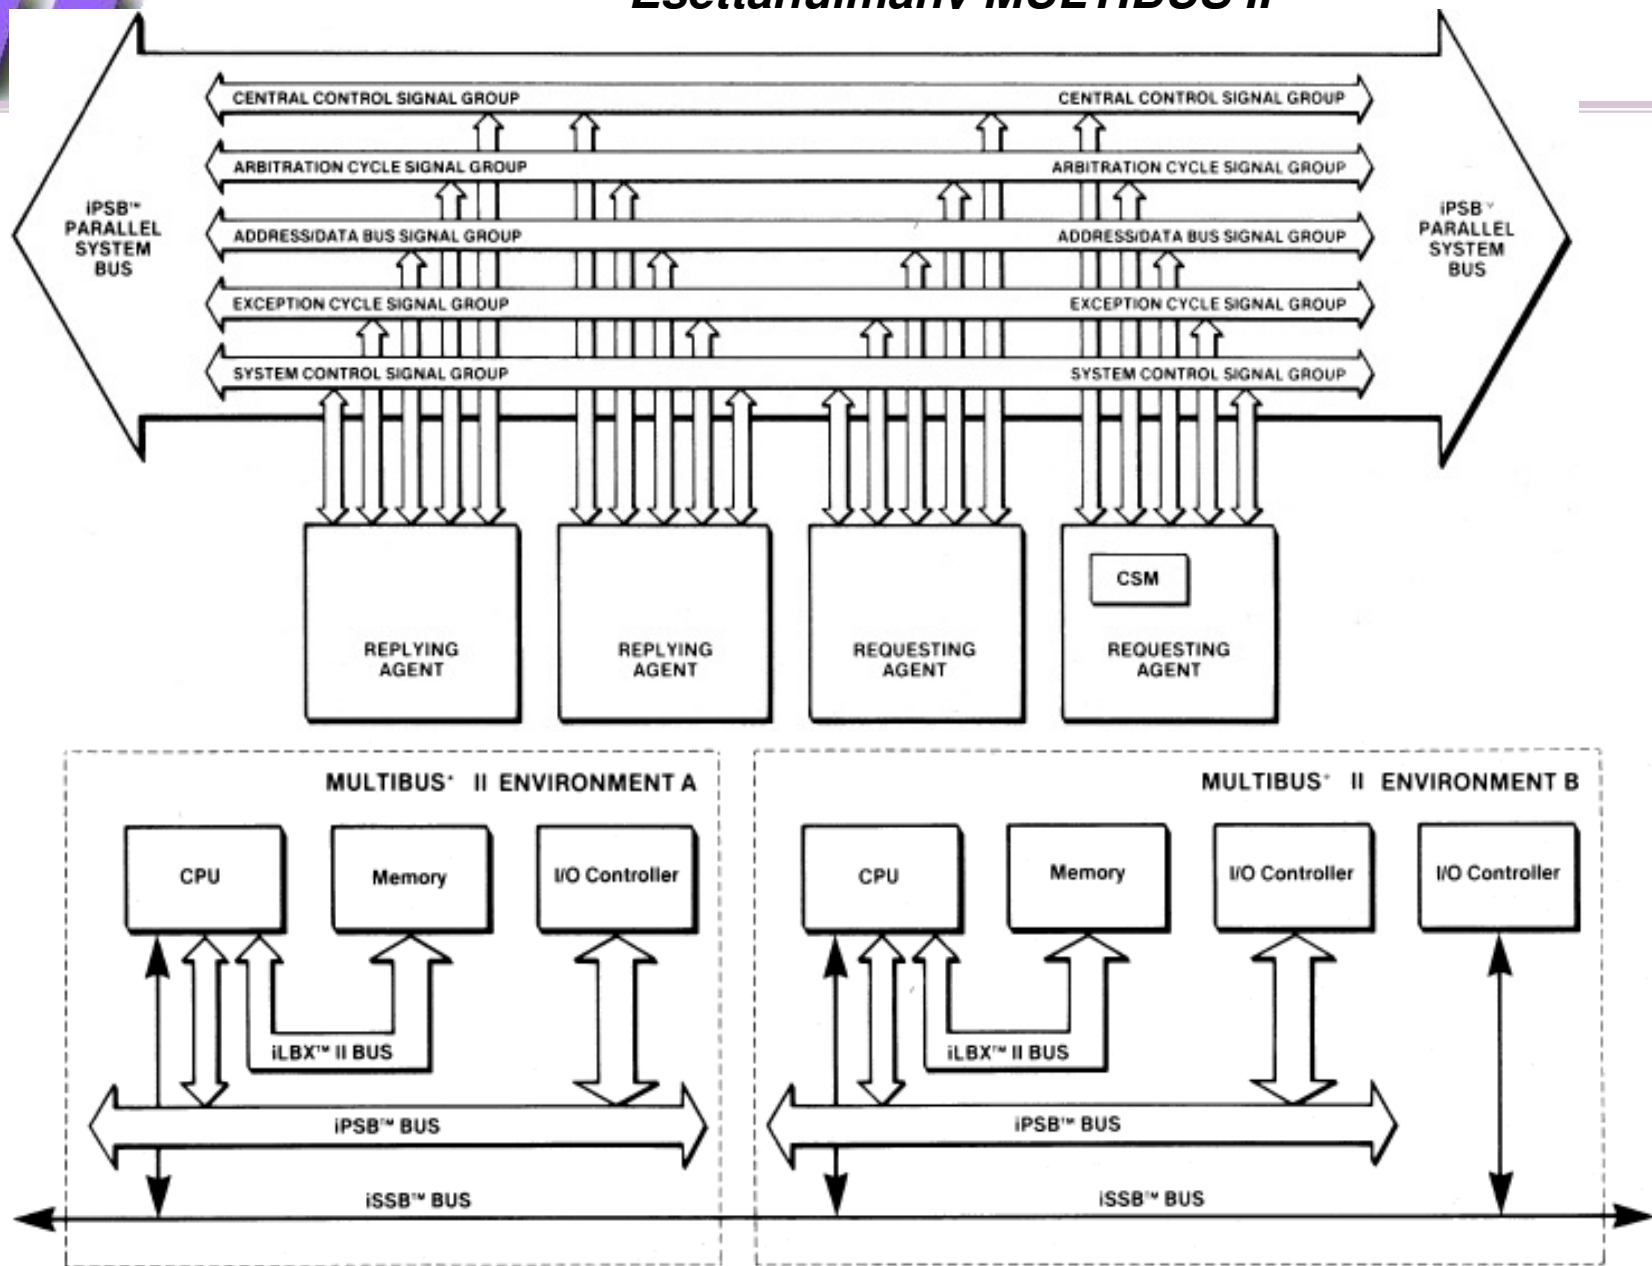 Esettanulmány MULTIBUS II
CENTRAL CONTROL SIGNAL GROUP
CENTRAL CONTROL SIGNAL GROUP
ARBITRATION CYCLE SIGNAL GROUP
ARBITRATION CYCLE SIGNAL GROUP
iPSB™
PARALLEL
SYSTEM
BUS
ADDRESS/DATA BUS SIGNAL GROUP
ADDRESS/DATA BUS SIGNAL GROUP
iPSB™
PARALLEL
SYSTEM
BUS
EXCEPTION CYCLE SIGNAL GROUP
EXCEPTION CYCLE SIGNAL GROUP
SYSTEM CONTROL SIGNAL GROUP
SYSTEM CONTROL SIGNAL GROUP
REPLYING
AGENT
REPLYING
AGENT
REQUESTING
AGENT
CSM
REQUESTING
AGENT
MULTIBUS* II ENVIRONMENT A
CPU
Memory
I/O Controller
iLBX™ II BUS
iPSB™ BUS
iSSB™ BUS
MULTIBUS* II ENVIRONMENT B
CPU
Memory
I/O Controller
I/O Controller
iLBX™ II BUS
iPSB™ BUS
iSSB™ BUS